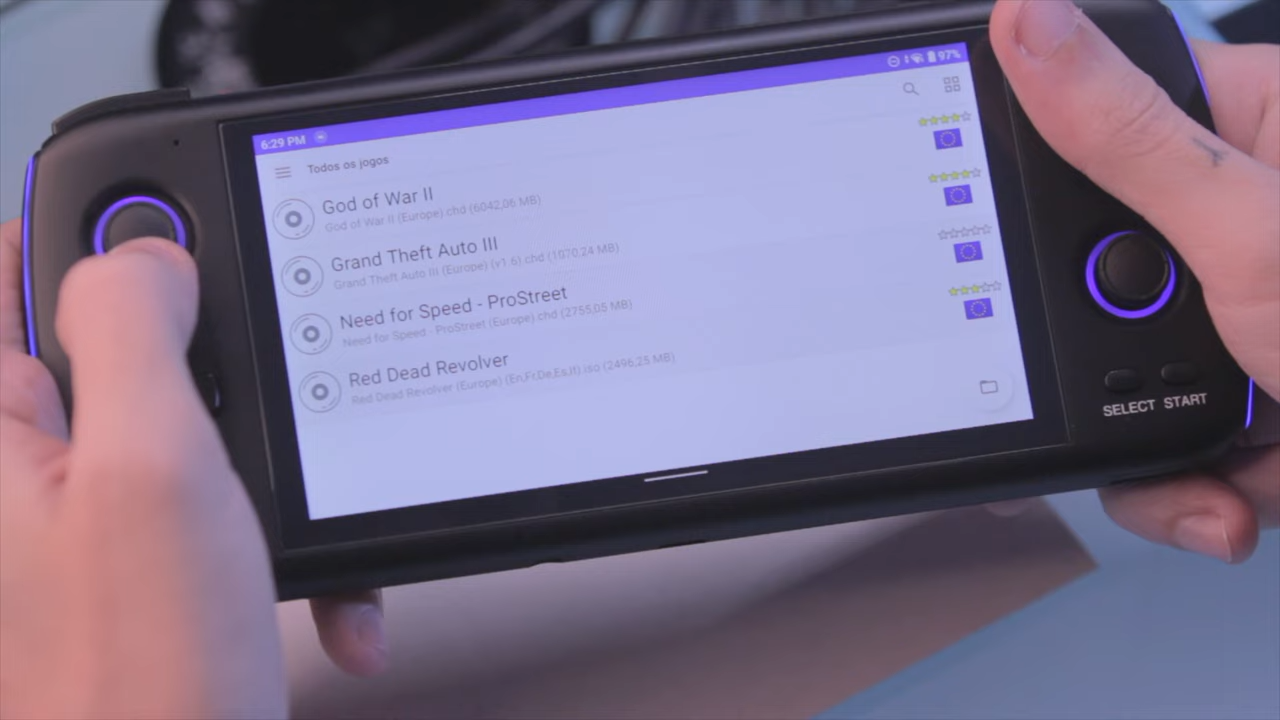 6:29 PM 97%
Todos os jogos
God of War II
God of War II (Europe).chd (6042,06 MB)
Grand Theft Auto III
Grand Theft Auto III (Europe) (v1.6).chd (1070,24 MB)
Need for Speed - ProStreet
Need for Speed - ProStreet (Europe).chd (2755,05 MB)
Red Dead Revolver
Red Dead Revolver (Europe) (En,Fr,De,Es,It).iso (2496,25 MB)
SELECT START